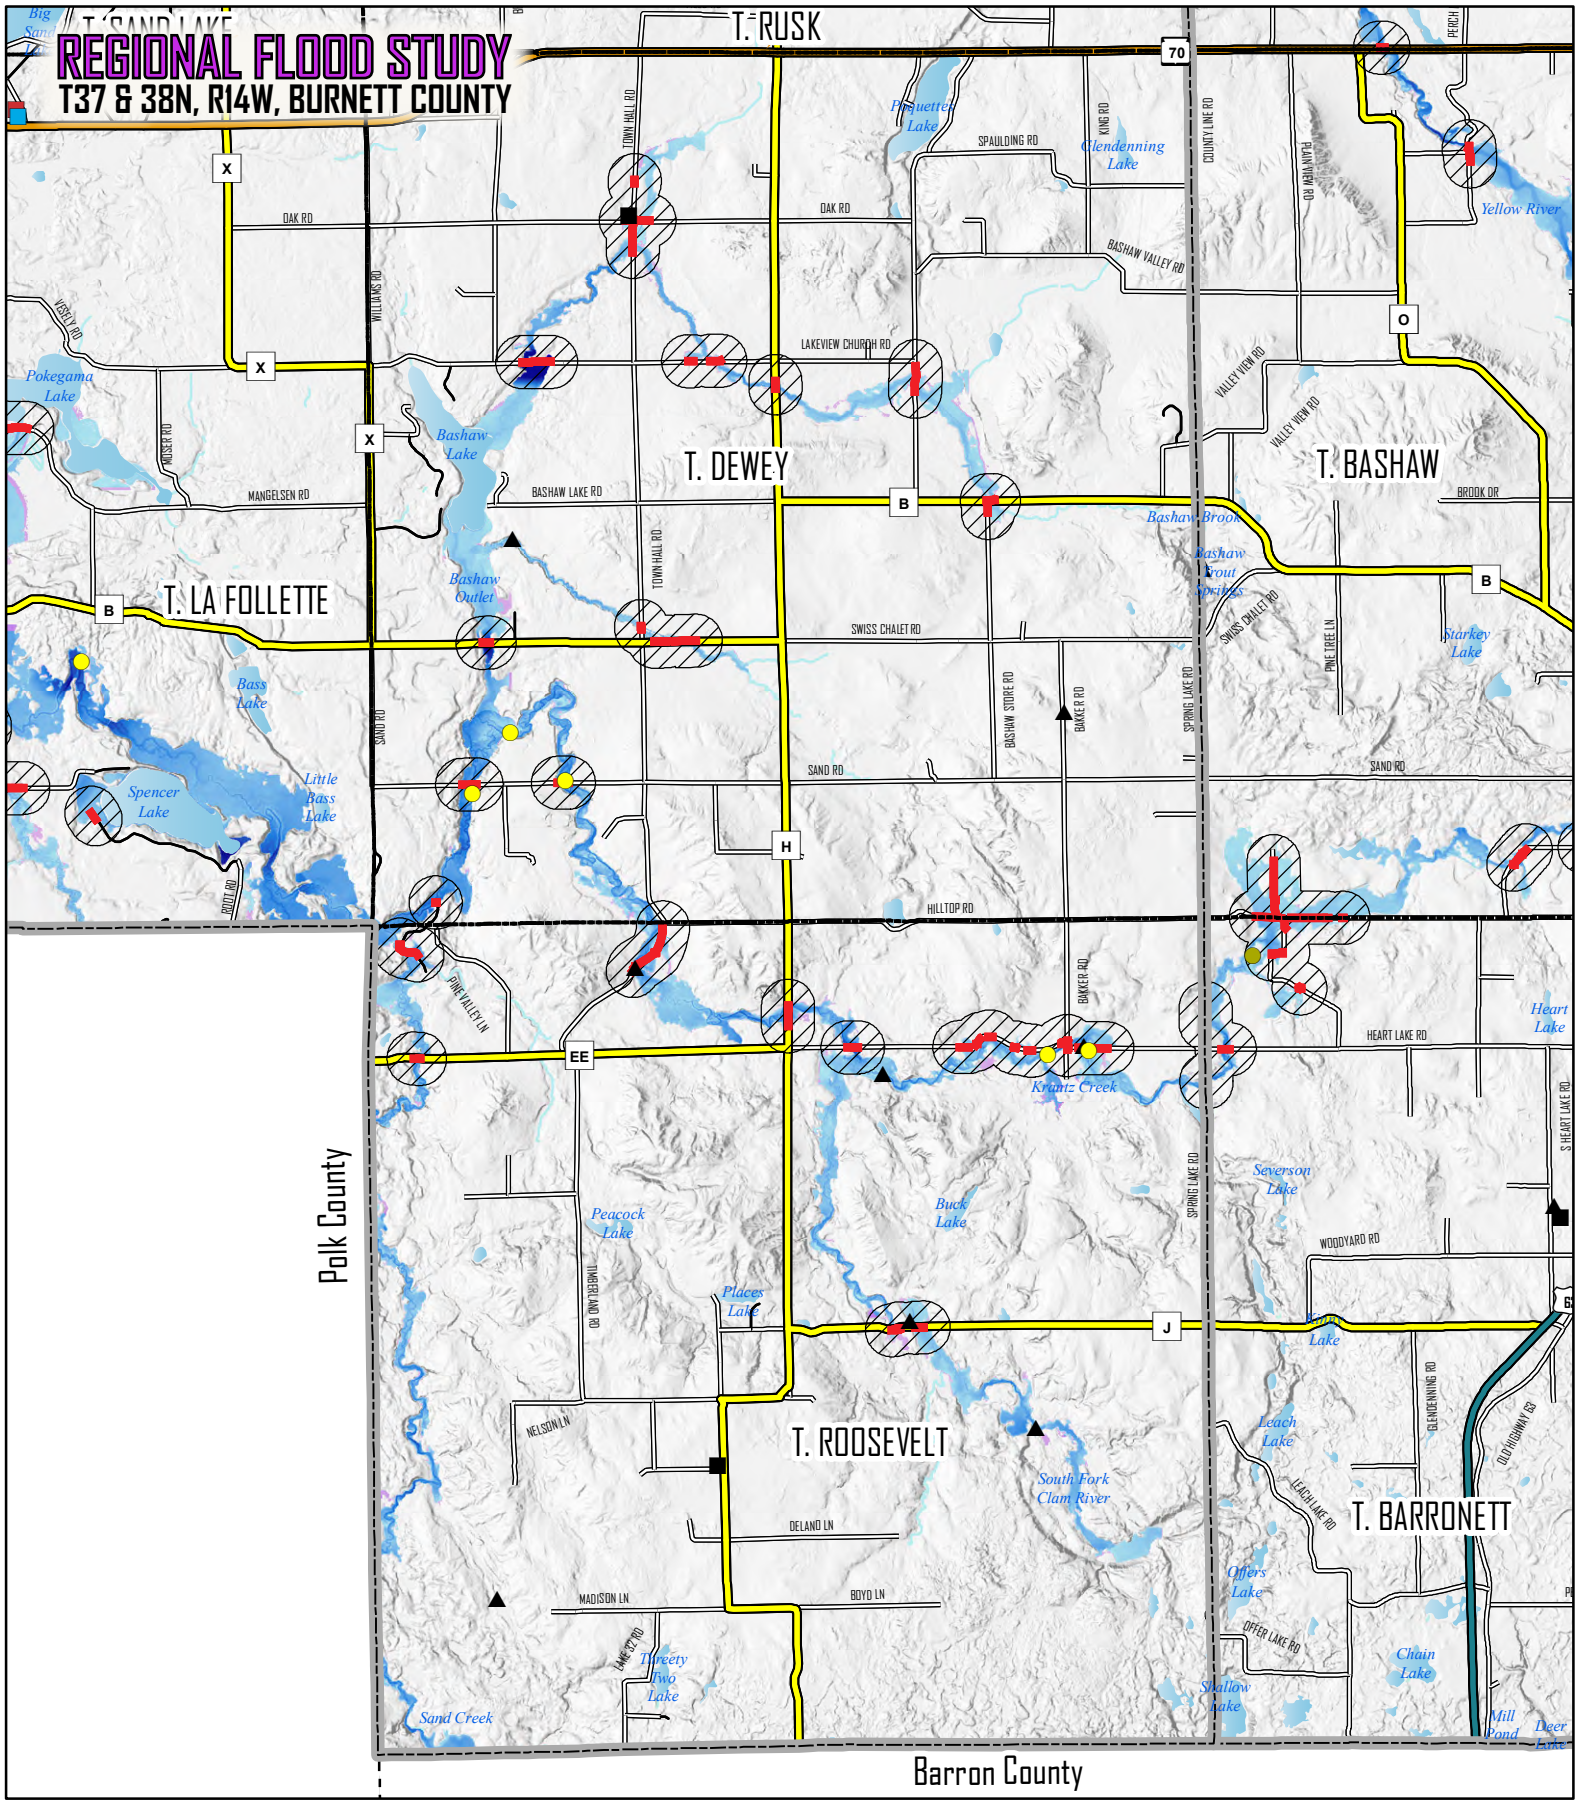 Big
Sand
T. SAND LAKE
REGIONAL FLOOD STUDY
T37 & 38N, R14W, BURNETT COUNTY
T. RUSK
70
PERCH
TOWN HALL RD
Poquettes
Lake
KING RD
SPAULDING RD
Glendenning
Lake
COUNTY LINE RD
PLAIN VIEW RD
X
OAK RD
OAK RD
Yellow River
BASHAW VALLEY RD
WILLIAMS RD
VESELY RD
O
LAKEVIEW CHURCH RD
X
Pokegama
Lake
VALLEY VIEW RD
VALLEY VIEW RD
MOSER RD
X
Bashaw
Lake
T. DEWEY
T. BASHAW
MANGELSEN RD
BASHAW LAKE RD
B
BROOK DR
Bashaw Brook
TOWN HALL RD
Bashaw
Trout
Springs
Bashaw
Outlet
B
B
T. LA FOLLETTE
SWISS CHALET RD
SWISS CHALET RD
PINE TREE LN
Starkey
Lake
Bass
Lake
SAND RD
BASHAW STORE RD
BAKKER RD
SPRING LAKE RD
SAND RD
SAND RD
Spencer
Lake
Little
Bass
Lake
H
ROOT RD
HILLTOP RD
PINE VALLEY LN
BAKKER RD
Heart
Lake
HEART LAKE RD
EE
Krantz Creek
S HEART LAKE RD
Polk County
SPRING LAKE RD
Severson
Lake
Buck
Lake
Peacock
Lake
WOODYARD RD
TIMBERLAND RD
Places
Lake
J
Lake
GLENDENNING RD
OLD HIGHWAY 63
NELSON LN
T. ROOSEVELT
Leach
Lake
South Fork
Clam River
LEACH LAKE RD
T. BARRONETT
DELAND LN
Offers
Lake
MADISON LN
BOYD LN
OFFER LAKE RD
LAKE 32 RD
Threety
Two
Lake
Chain
Lake
Shallow
Lake
Sand Creek
Mill
Pond
Deer
Lake
Barron County